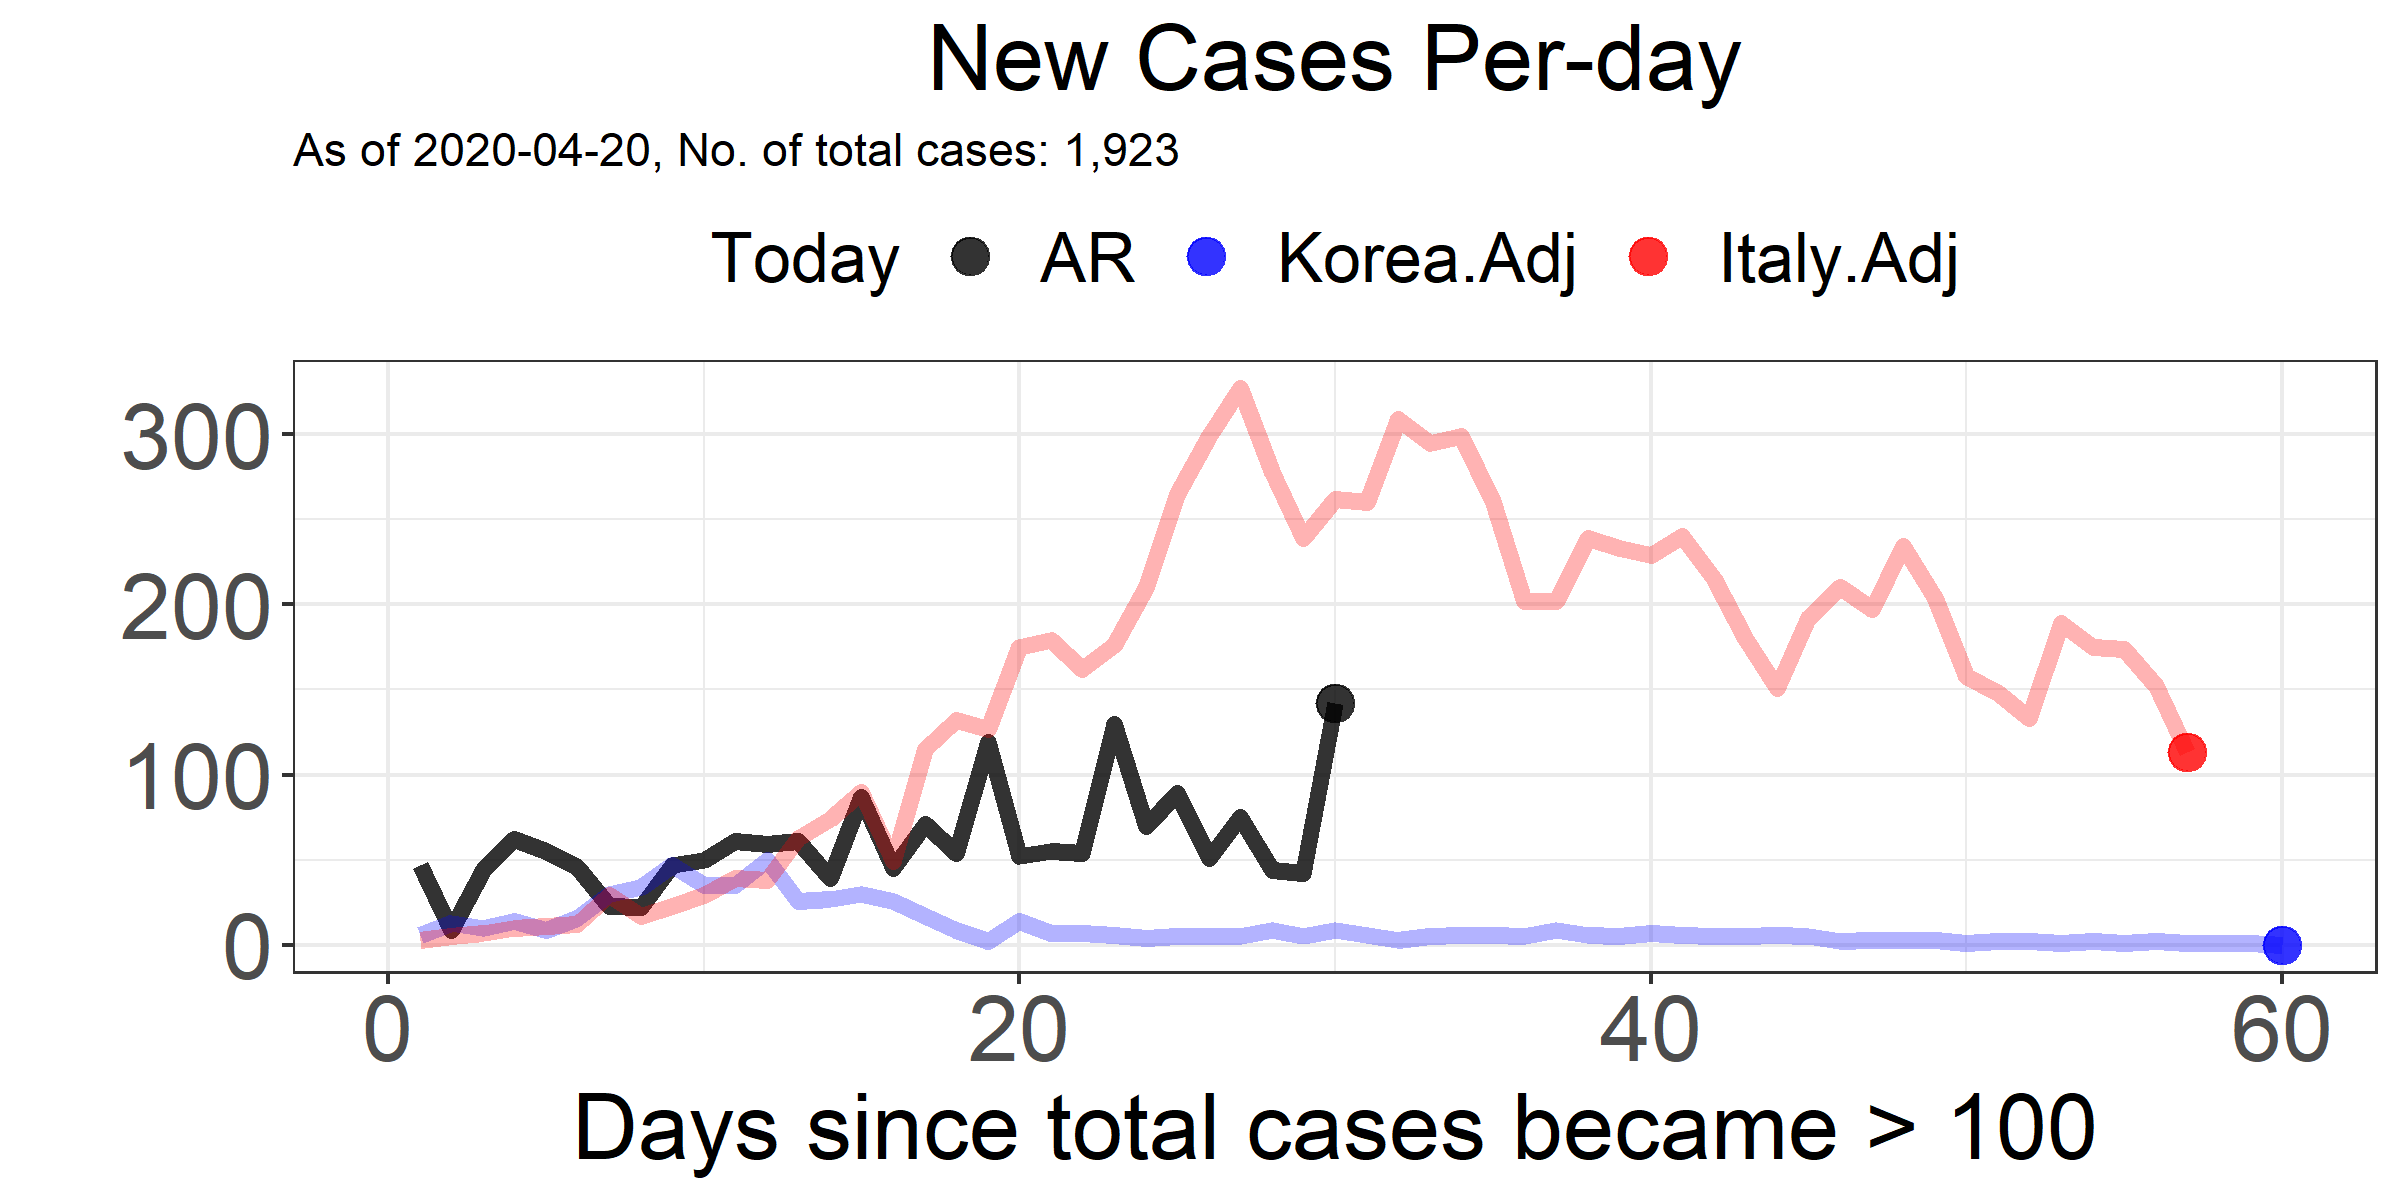 New Cases Per-day
As of 2020-04-20, No. of total cases: 1,923
Today AR Korea.Adj Italy.Adj
300
200
100
0
0 20 40 60
Days since total cases became > 100